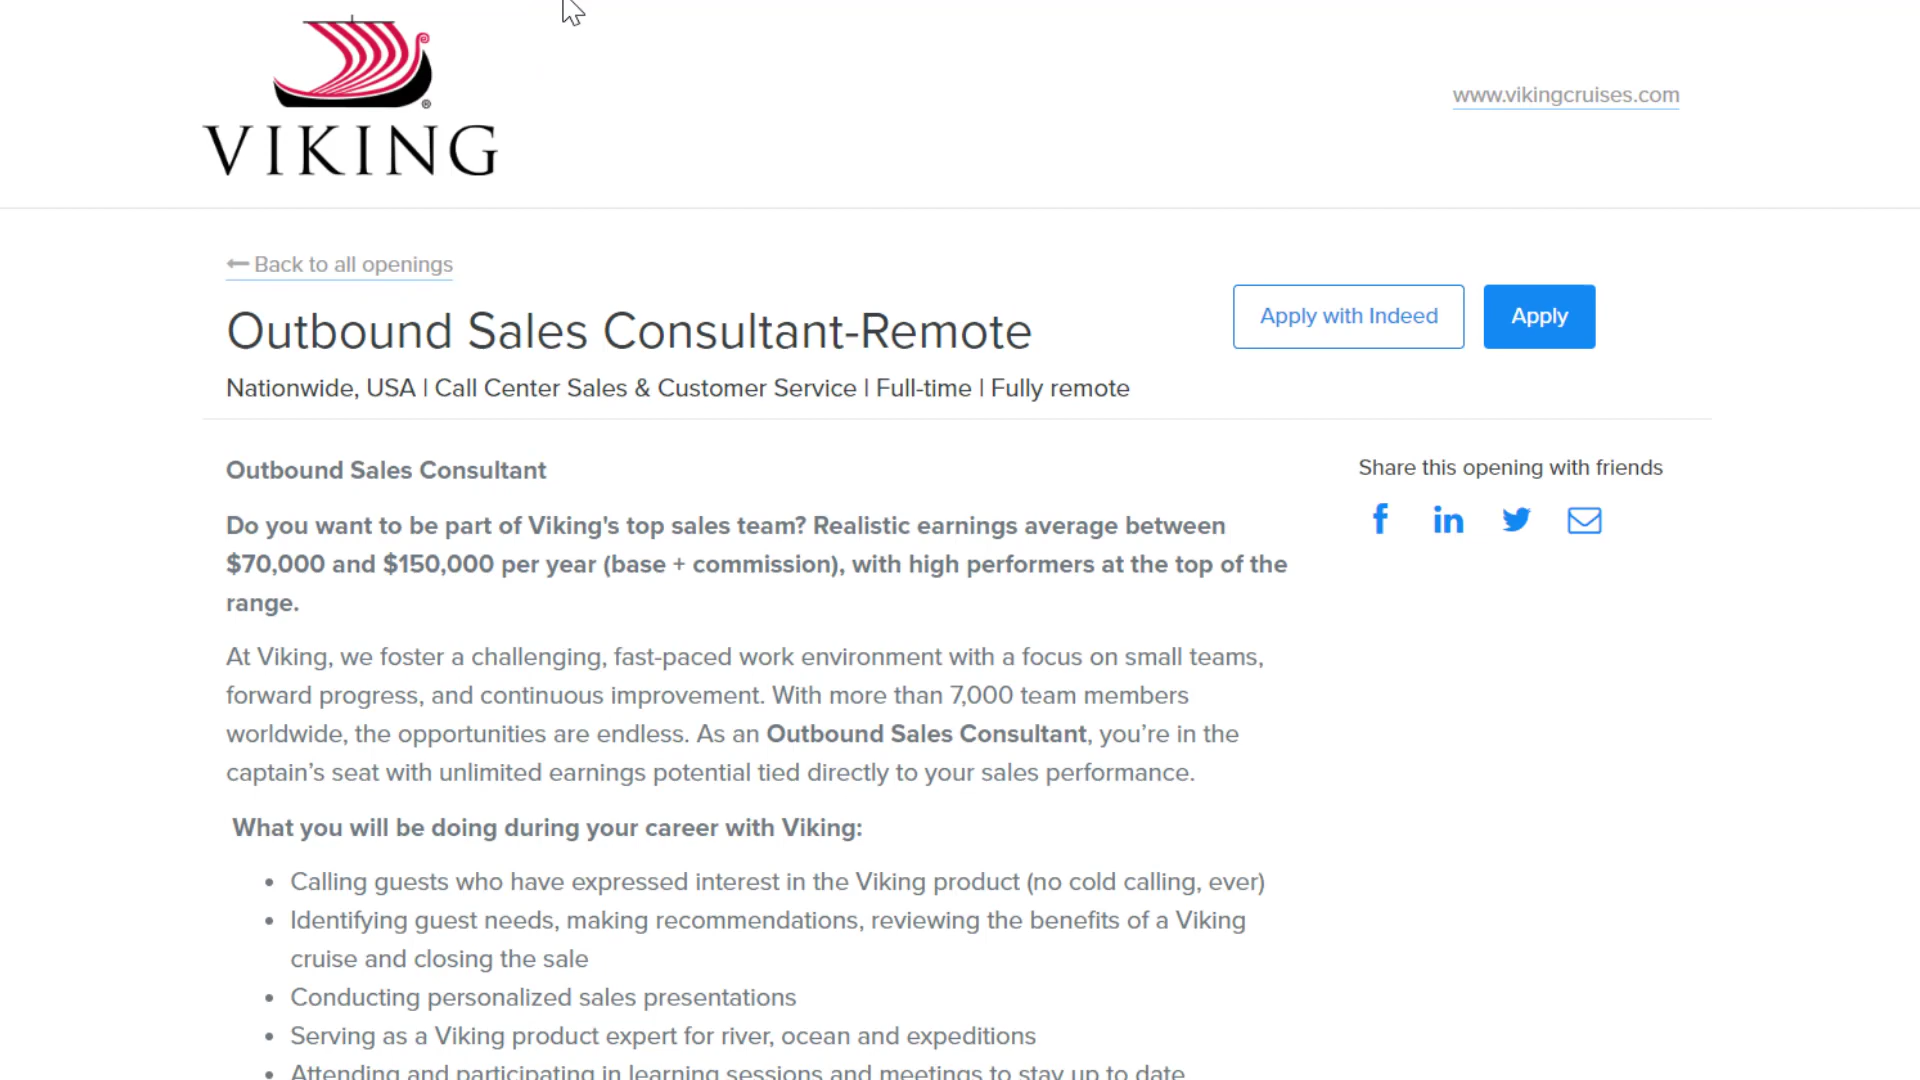 VIKING
®
www.vikingcruises.com
Back to all openings
Outbound Sales Consultant-Remote
Apply with Indeed
Apply
Nationwide, USA | Call Center Sales & Customer Service | Full-time | Fully remote
Outbound Sales Consultant
Share this opening with friends
Do you want to be part of Viking's top sales team? Realistic earnings average between
$70,000 and $150,000 per year (base + commission), with high performers at the top of the
range.
At Viking, we foster a challenging, fast-paced work environment with a focus on small teams,
forward progress, and continuous improvement. With more than 7,000 team members
worldwide, the opportunities are endless. As an Outbound Sales Consultant, you’re in the
captain’s seat with unlimited earnings potential tied directly to your sales performance.
What you will be doing during your career with Viking:
• Calling guests who have expressed interest in the Viking product (no cold calling, ever)
• Identifying guest needs, making recommendations, reviewing the benefits of a Viking
cruise and closing the sale
• Conducting personalized sales presentations
• Serving as a Viking product expert for river, ocean and expeditions
• Attending and participating in learning sessions and meetings to stay up to date